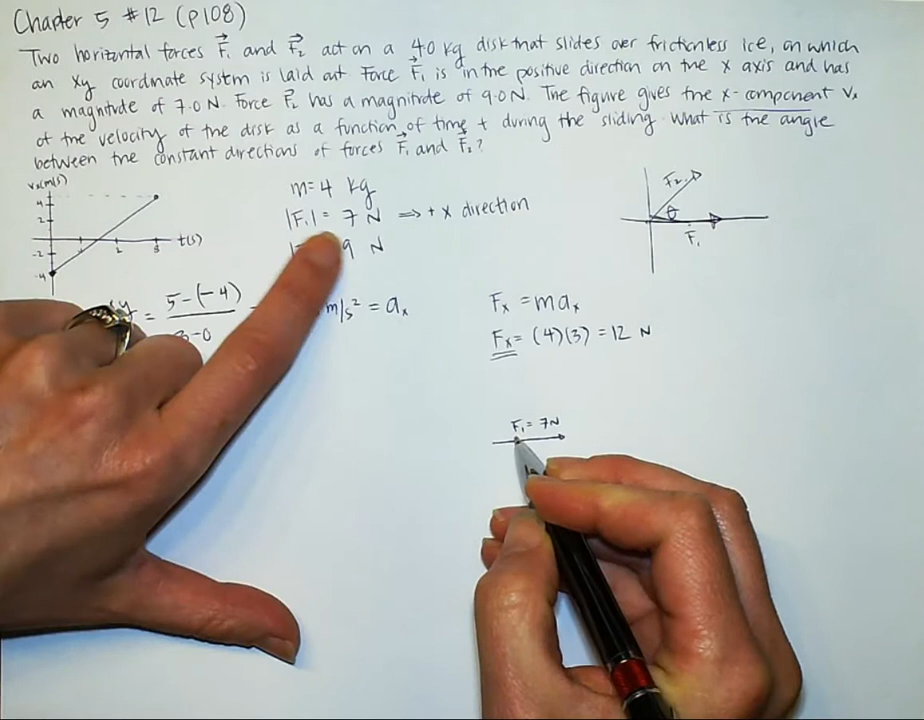 Chapter 5 #12 (p108)
Two horizontal forces F₁ and F₂ act on a 4.0 kg disk that slides over frictionless ice, on which
an xy coordinate system is laid out Force F₁ is in the positive direction on the x axis and has
a magnitude of 7.0 N. Force F₂ has a magnitude of 9.0 N. The figure gives the x-component Vₓ
of the velocity of the disk as a function of time t during the sliding. What is the angle
between the constant directions of forces F₁ and F₂?
vₓ(m/s)
4
2
-2
-4
2
3
t(s)
m=4 kg
|F₁| = 7 N ⟹ + x direction
9 N
F₂
θ
F₁
= 5-(-4) / 3-0
m/s² = aₓ
Fₓ = maₓ
Fₓ = (4)(3) = 12 N
F₁ = 7N